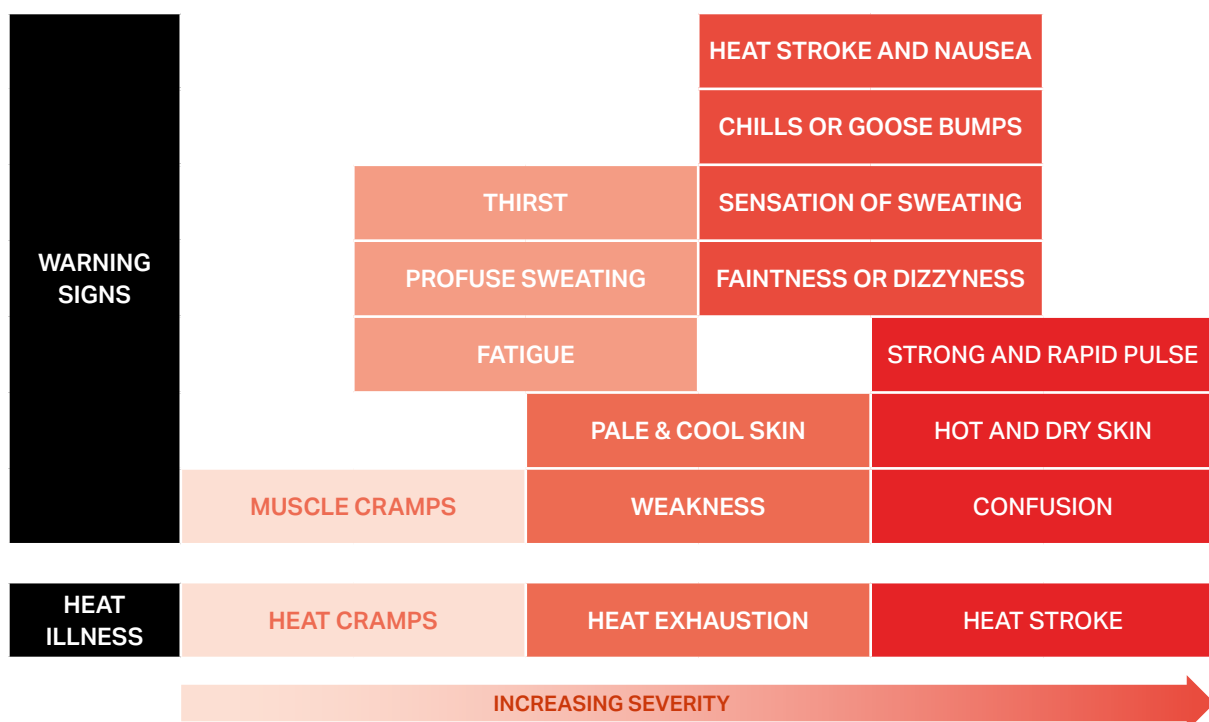 HEAT STROKE AND NAUSEA
CHILLS OR GOOSE BUMPS
THIRST
SENSATION OF SWEATING
WARNING
SIGNS
PROFUSE SWEATING
FAINTNESS OR DIZZYNESS
FATIGUE
STRONG AND RAPID PULSE
PALE & COOL SKIN
HOT AND DRY SKIN
MUSCLE CRAMPS
WEAKNESS
CONFUSION
HEAT
ILLNESS
HEAT CRAMPS
HEAT EXHAUSTION
HEAT STROKE
INCREASING SEVERITY